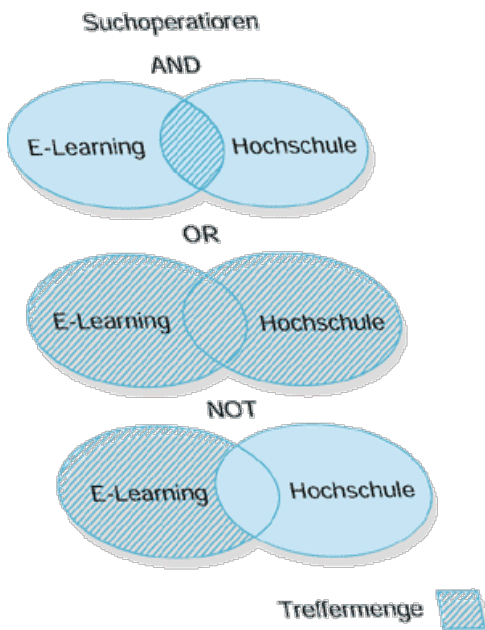 Suchoperatioren
AND
E-Learning Hochschule
OR
E-Learning Hochschule
NOT
E-Learning Hochschule
Treffermenge